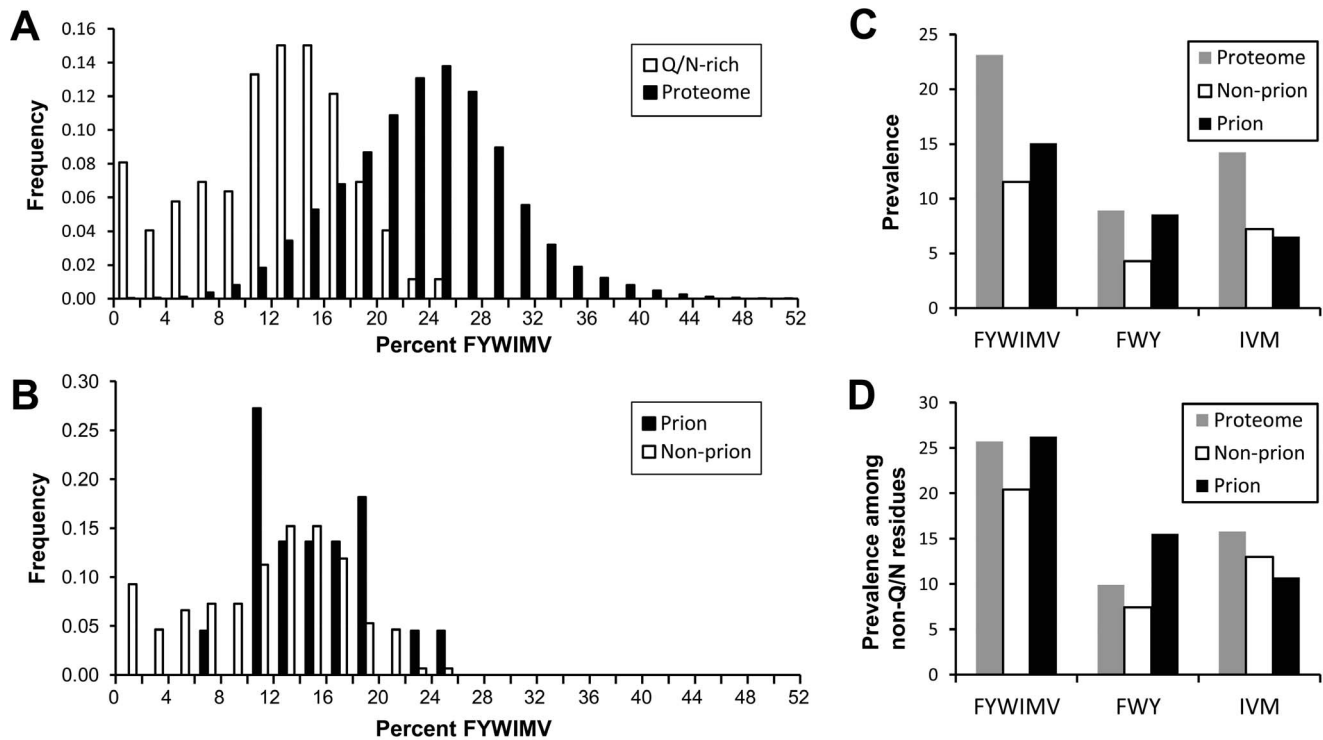 A
0.16
0.14
0.12
0.10
0.08
0.06
0.04
0.02
0.00
Frequency
Q/N-rich
Proteome
0 4 8 12 16 20 24 28 32 36 40 44 48 52
Percent FYWIMV
B
0.30
0.25
0.20
0.15
0.10
0.05
0.00
Frequency
Prion
Non-prion
0 4 8 12 16 20 24 28 32 36 40 44 48 52
Percent FYWIMV
C
25
20
15
10
5
0
Prevalence
Proteome
Non-prion
Prion
FYWIMV FWY IVM
D
30
25
20
15
10
5
0
Prevalence among
non-Q/N residues
Proteome
Non-prion
Prion
FYWIMV FWY IVM